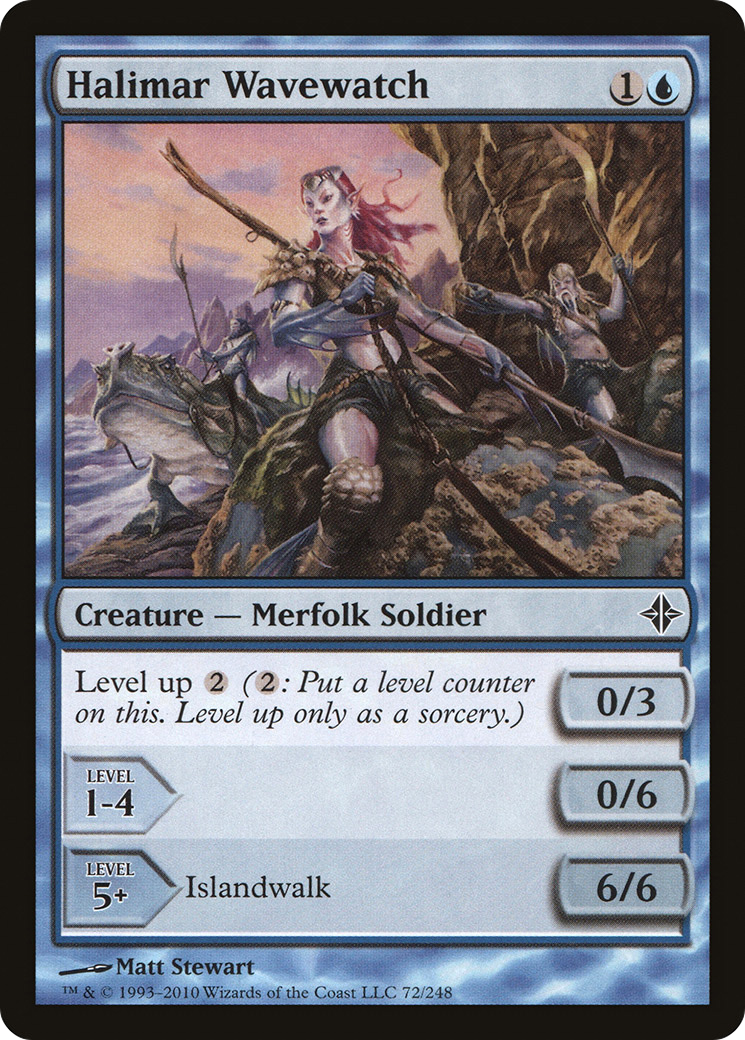 Halimar Wavewatch 1
Creature — Merfolk Soldier
Level up 2 (2: Put a level counter
on this. Level up only as a sorcery.)
0/3
LEVEL
1-4
0/6
LEVEL
5+
Islandwalk
6/6
Matt Stewart
™ & © 1993–2010 Wizards of the Coast LLC 72/248